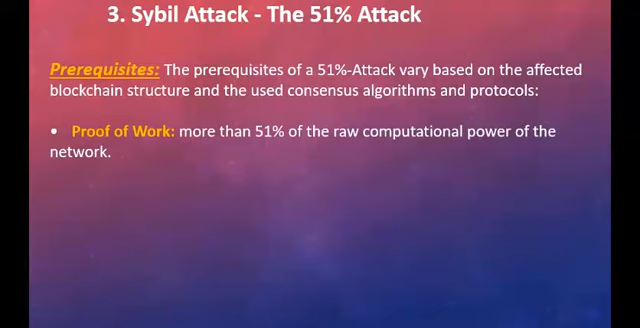 3. Sybil Attack - The 51% Attack
Prerequisites: The prerequisites of a 51%-Attack vary based on the affected
blockchain structure and the used consensus algorithms and protocols:
• Proof of Work: more than 51% of the raw computational power of the
network.